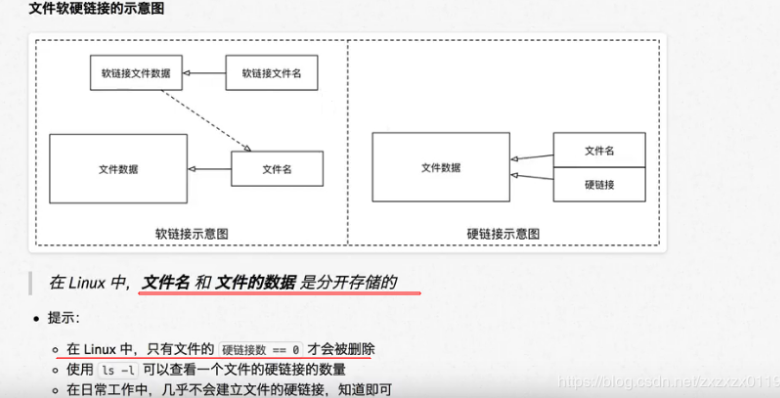 文件软硬链接的示意图
软链接文件数据
软链接文件名
文件数据
文件名
软链接示意图
文件数据
文件名
硬链接
硬链接示意图
在 Linux 中，文件名 和 文件的数据 是分开存储的
• 提示：
在 Linux 中，只有文件的 硬链接数 == 0 才会被删除
使用 ls -l 可以查看一个文件的硬链接的数量
在日常工作中，几乎不会建立文件的硬链接，知道即可
https://blog.csdn.net/zxzxzx0119